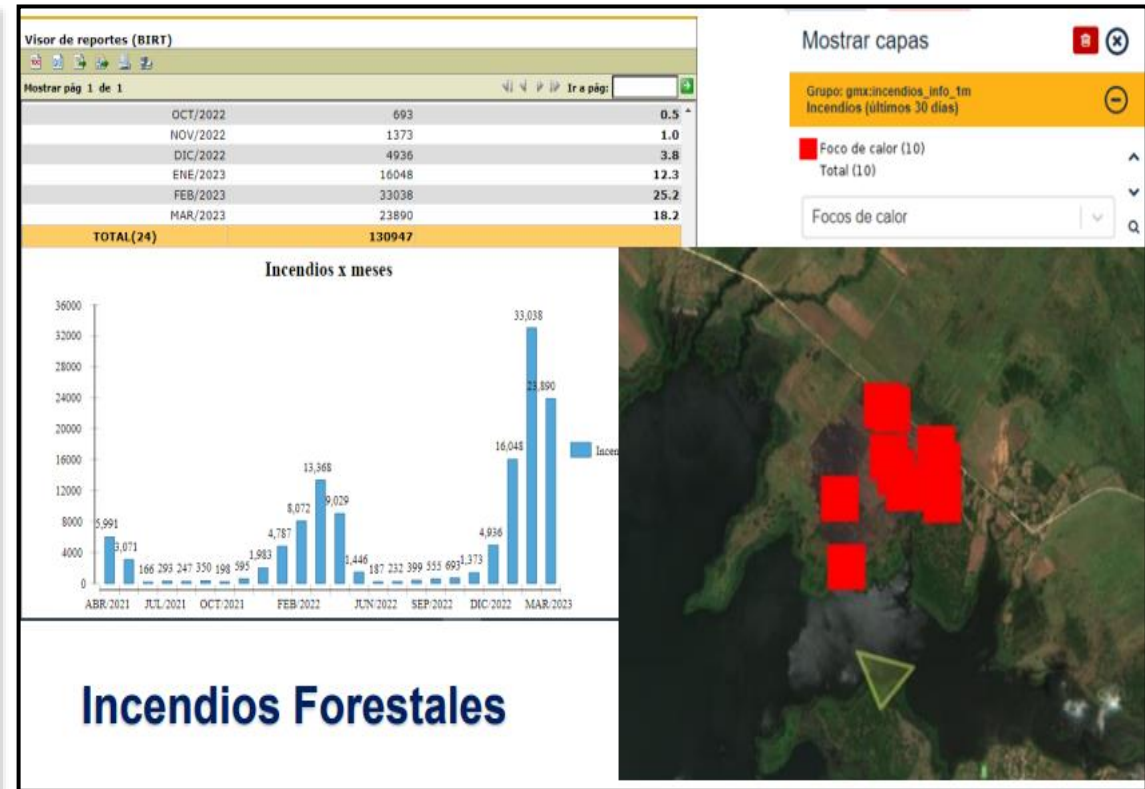 Visor de reportes (BIRT)
Mostrar pág 1 de 1
Ir a pág:
OCT/2022 693 0.5
NOV/2022 1373 1.0
DIC/2022 4936 3.8
ENE/2023 16048 12.3
FEB/2023 33038 25.2
MAR/2023 23890 18.2
TOTAL(24) 130947
Mostrar capas
Grupo: gmx:incendios_info_1m
Incendios (últimos 30 días)
Foco de calor (10)
Total (10)
Focos de calor
Incendios x meses
36000
32000
28000
24000
20000
16000
12000
8000
4000
0
5,991 3,071 166 293 247 350 198 595 1,983 4,787 8,072 13,368 9,029 1,446 187 232 399 555 693 1,373 4,936 16,048 33,038 23,890
ABR/2021 JUL/2021 OCT/2021 FEB/2022 JUN/2022 SEP/2022 DIC/2022 MAR/2023
Incen
Incendios Forestales